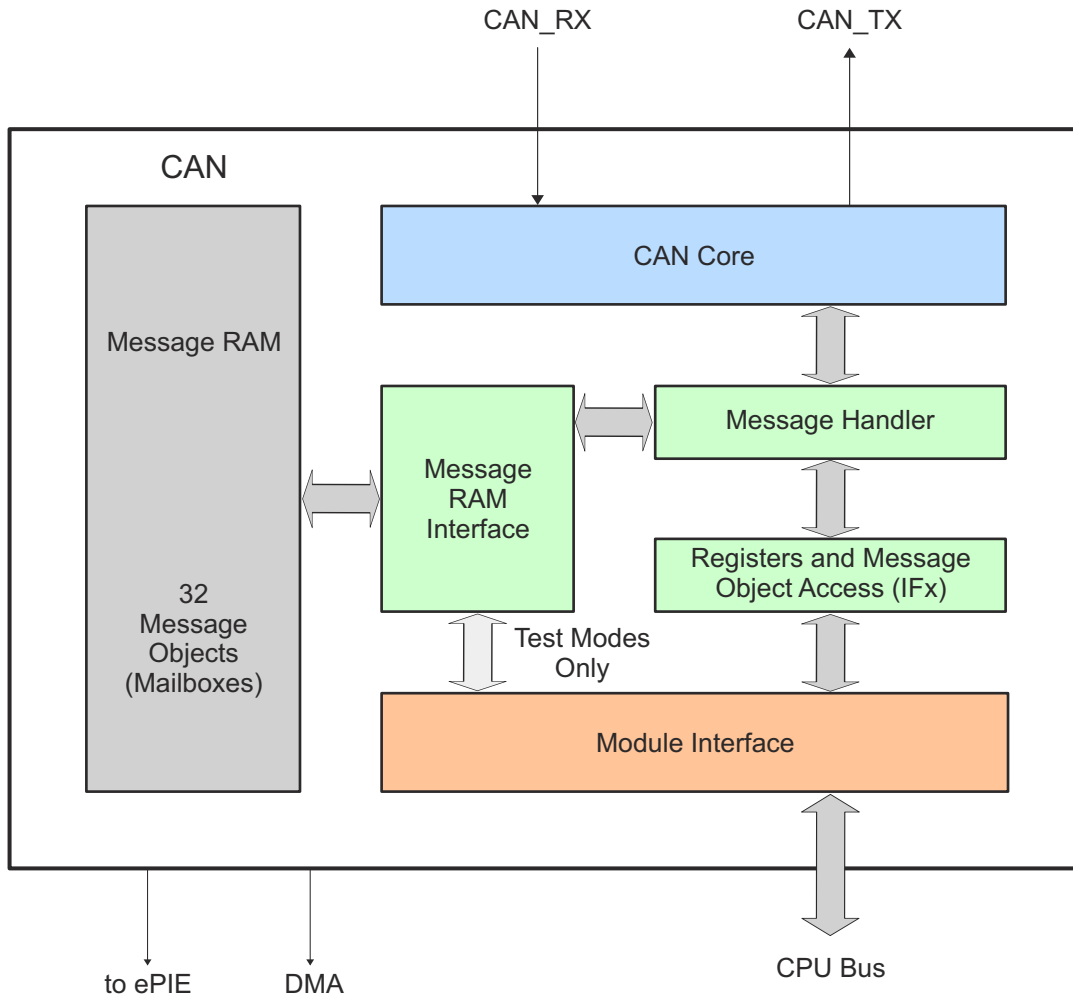 CAN_RX
CAN_TX
CAN
CAN Core
Message RAM
Message Handler
Message
RAM
Interface
Registers and Message
Object Access (IFx)
32
Message
Objects
(Mailboxes)
Test Modes
Only
Module Interface
CPU Bus
to ePIE
DMA